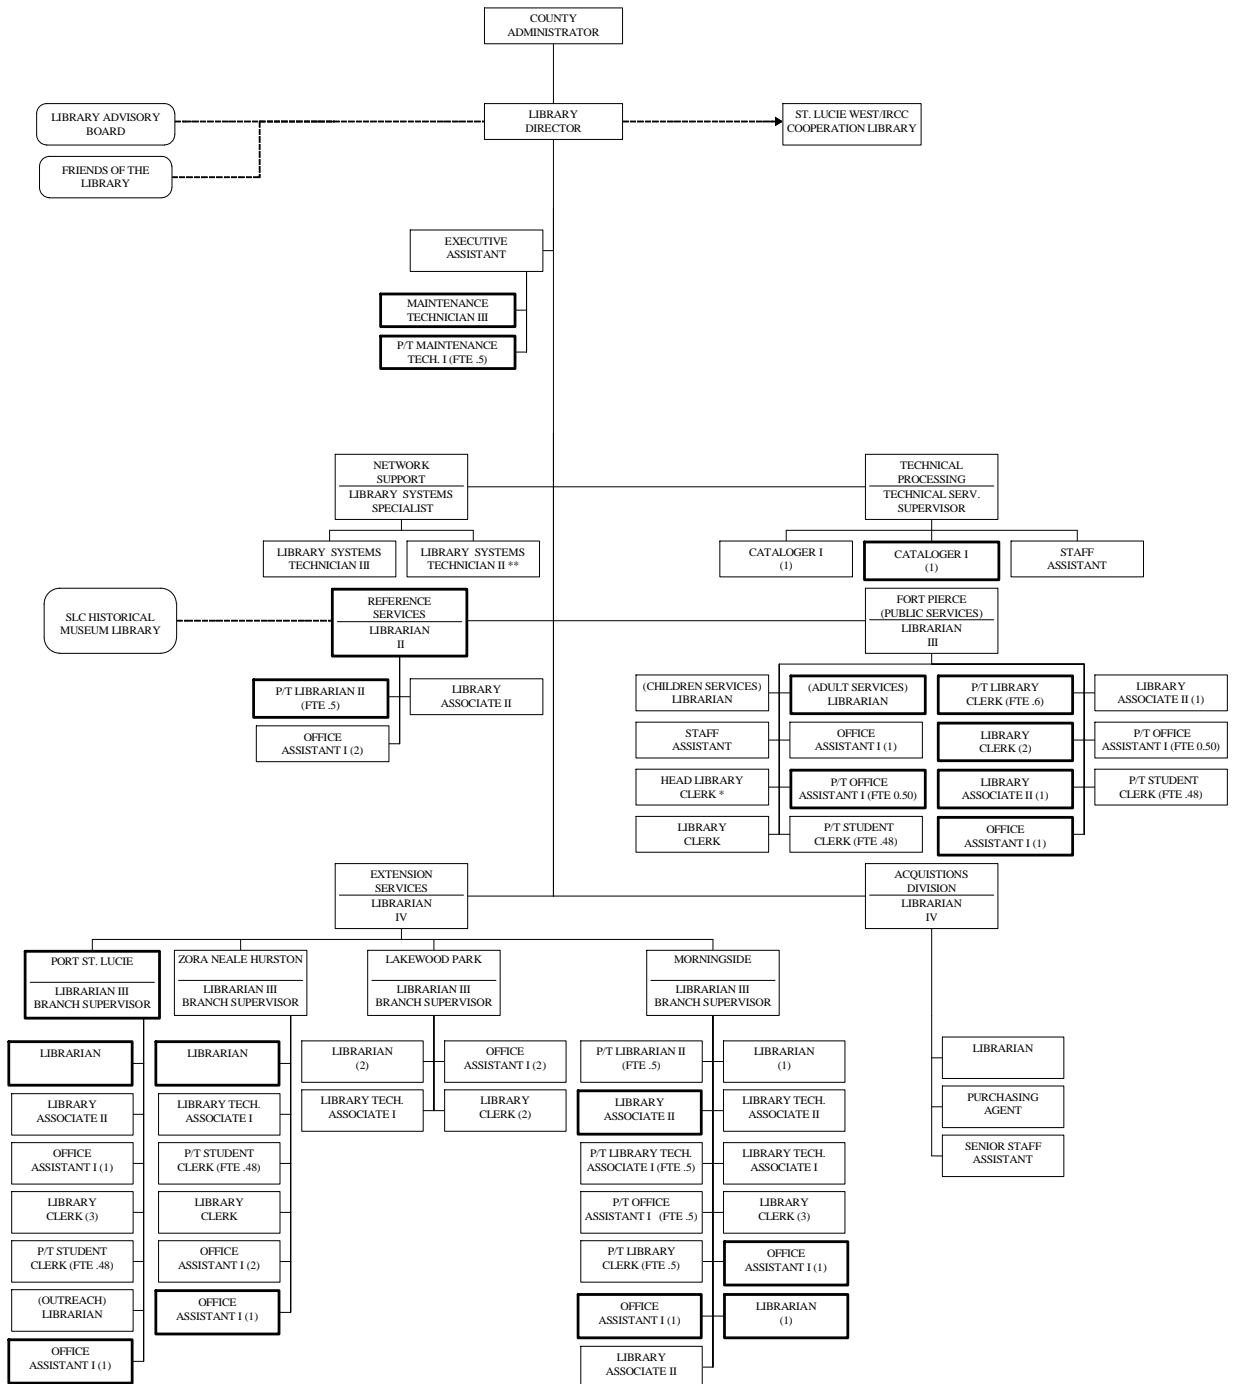 COUNTY
ADMINISTRATOR
LIBRARY ADVISORY
BOARD
LIBRARY
DIRECTOR
ST. LUCIE WEST/IRCC
COOPERATION LIBRARY
FRIENDS OF THE
LIBRARY
EXECUTIVE
ASSISTANT
MAINTENANCE
TECHNICIAN III
P/T MAINTENANCE
TECH. I (FTE .5)
NETWORK
SUPPORT
LIBRARY SYSTEMS
SPECIALIST
TECHNICAL
PROCESSING
TECHNICAL SERV.
SUPERVISOR
LIBRARY SYSTEMS
TECHNICIAN III
LIBRARY SYSTEMS
TECHNICIAN II **
CATALOGER I
(1)
CATALOGER I
(1)
STAFF
ASSISTANT
SLC HISTORICAL
MUSEUM LIBRARY
REFERENCE
SERVICES
LIBRARIAN
II
FORT PIERCE
(PUBLIC SERVICES)
LIBRARIAN
III
P/T LIBRARIAN II
(FTE .5)
LIBRARY
ASSOCIATE II
OFFICE
ASSISTANT I (2)
(CHILDREN SERVICES)
LIBRARIAN
(ADULT SERVICES)
LIBRARIAN
P/T LIBRARY
CLERK (FTE .6)
LIBRARY
ASSOCIATE II (1)
STAFF
ASSISTANT
OFFICE
ASSISTANT I (1)
LIBRARY
CLERK (2)
P/T OFFICE
ASSISTANT I (FTE 0.50)
HEAD LIBRARY
CLERK *
P/T OFFICE
ASSISTANT I (FTE 0.50)
LIBRARY
ASSOCIATE II (1)
P/T STUDENT
CLERK (FTE .48)
LIBRARY
CLERK
P/T STUDENT
CLERK (FTE .48)
OFFICE
ASSISTANT I (1)
EXTENSION
SERVICES
LIBRARIAN
IV
ACQUISTIONS
DIVISION
LIBRARIAN
IV
PORT ST. LUCIE
LIBRARIAN III
BRANCH SUPERVISOR
ZORA NEALE HURSTON
LIBRARIAN III
BRANCH SUPERVISOR
LAKEWOOD PARK
LIBRARIAN III
BRANCH SUPERVISOR
MORNINGSIDE
LIBRARIAN III
BRANCH SUPERVISOR
LIBRARIAN
LIBRARY
ASSOCIATE II
OFFICE
ASSISTANT I (1)
LIBRARY
CLERK (3)
P/T STUDENT
CLERK (FTE .48)
(OUTREACH)
LIBRARIAN
OFFICE
ASSISTANT I (1)
LIBRARIAN
LIBRARY TECH.
ASSOCIATE I
P/T STUDENT
CLERK (FTE .48)
LIBRARY
CLERK
OFFICE
ASSISTANT I (2)
OFFICE
ASSISTANT I (1)
LIBRARIAN
(2)
OFFICE
ASSISTANT I (2)
LIBRARY TECH.
ASSOCIATE I
LIBRARY
CLERK (2)
P/T LIBRARIAN II
(FTE .5)
LIBRARIAN
(1)
LIBRARY
ASSOCIATE II
LIBRARY TECH.
ASSOCIATE II
P/T LIBRARY TECH.
ASSOCIATE I (FTE .5)
LIBRARY TECH.
ASSOCIATE I
P/T OFFICE
ASSISTANT I (FTE .5)
LIBRARY
CLERK (3)
P/T LIBRARY
CLERK (FTE .5)
OFFICE
ASSISTANT I (1)
OFFICE
ASSISTANT I (1)
LIBRARIAN
(1)
LIBRARY
ASSOCIATE II
LIBRARIAN
PURCHASING
AGENT
SENIOR STAFF
ASSISTANT